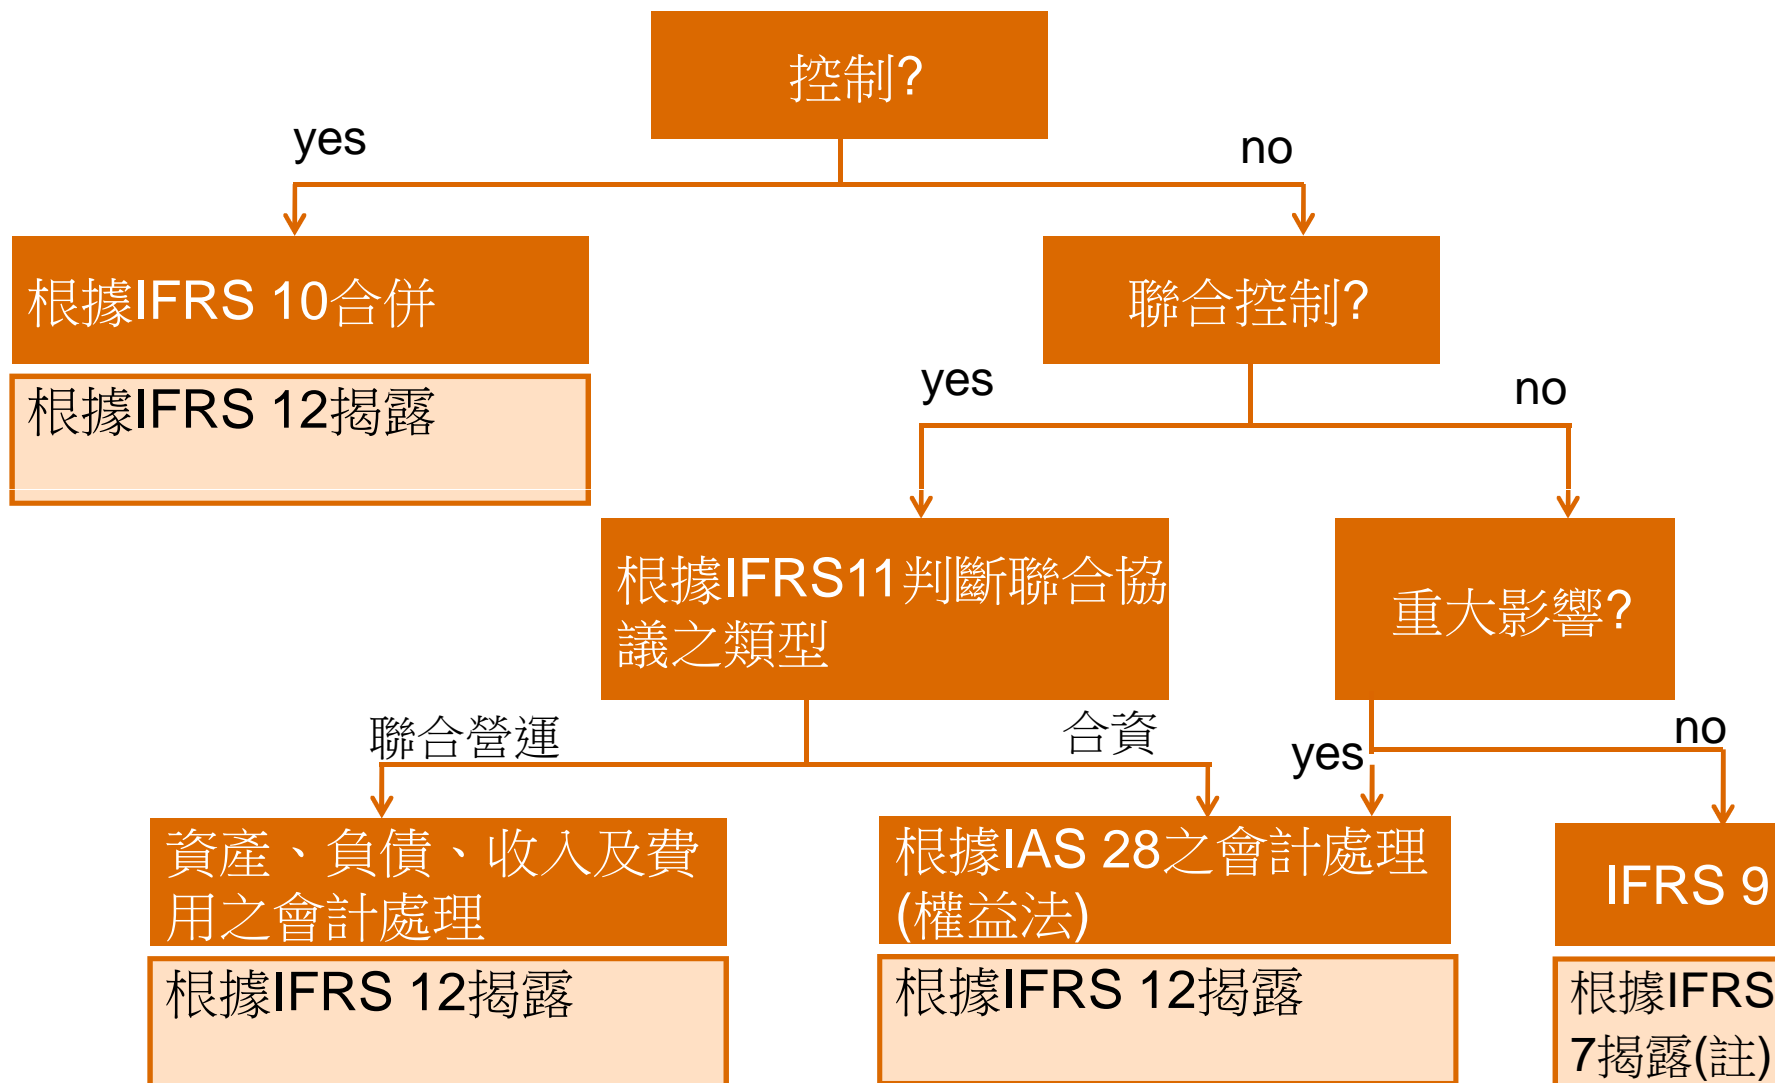 控制?
yes
no
根據IFRS 10合併
聯合控制?
根據IFRS 12揭露
yes
no
根據IFRS11判斷聯合協
議之類型
重大影響?
聯合營運
合資
yes
no
資產、負債、收入及費
用之會計處理
根據IAS 28之會計處理
(權益法)
IFRS 9
根據IFRS 12揭露
根據IFRS 12揭露
根據IFRS
7揭露(註)